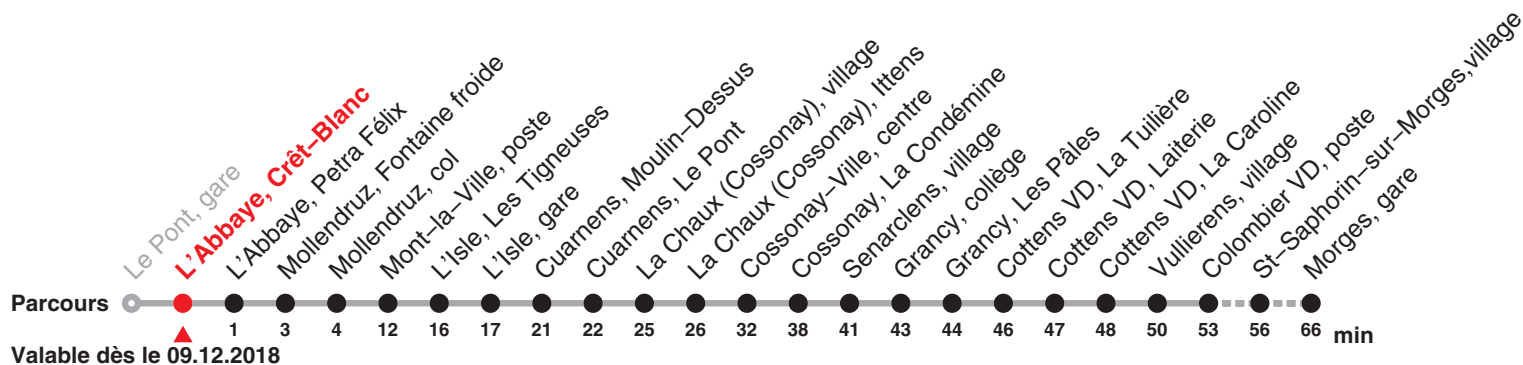 Le Pont, gare
L'Abbaye, Crêt–Blanc
L'Abbaye, Petra Félix
Mollendruz, Fontaine froide
Mollendruz, col
Mont–la–Ville, poste
L'Isle, Les Tigneuses
L'Isle, gare
Cuarnens, Moulin–Dessus
Cuarnens, Le Pont
La Chaux (Cossonay), village
La Chaux (Cossonay), Ittens
Cossonay–Ville, centre
Cossonay, La Condémine
Senarclens, village
Grancy, collège
Grancy, Les Pâles
Cottens VD, La Tuilière
Cottens VD, Laiterie
Cottens VD, La Caroline
Vullierens, village
Colombier VD, poste
St–Saphorin–sur–Morges, village
Morges, gare
Parcours
1 3 4 12 16 17 21 22 25 26 32 38 41 43 44 46 47 48 50 53 56 66 min
Valable dès le 09.12.2018